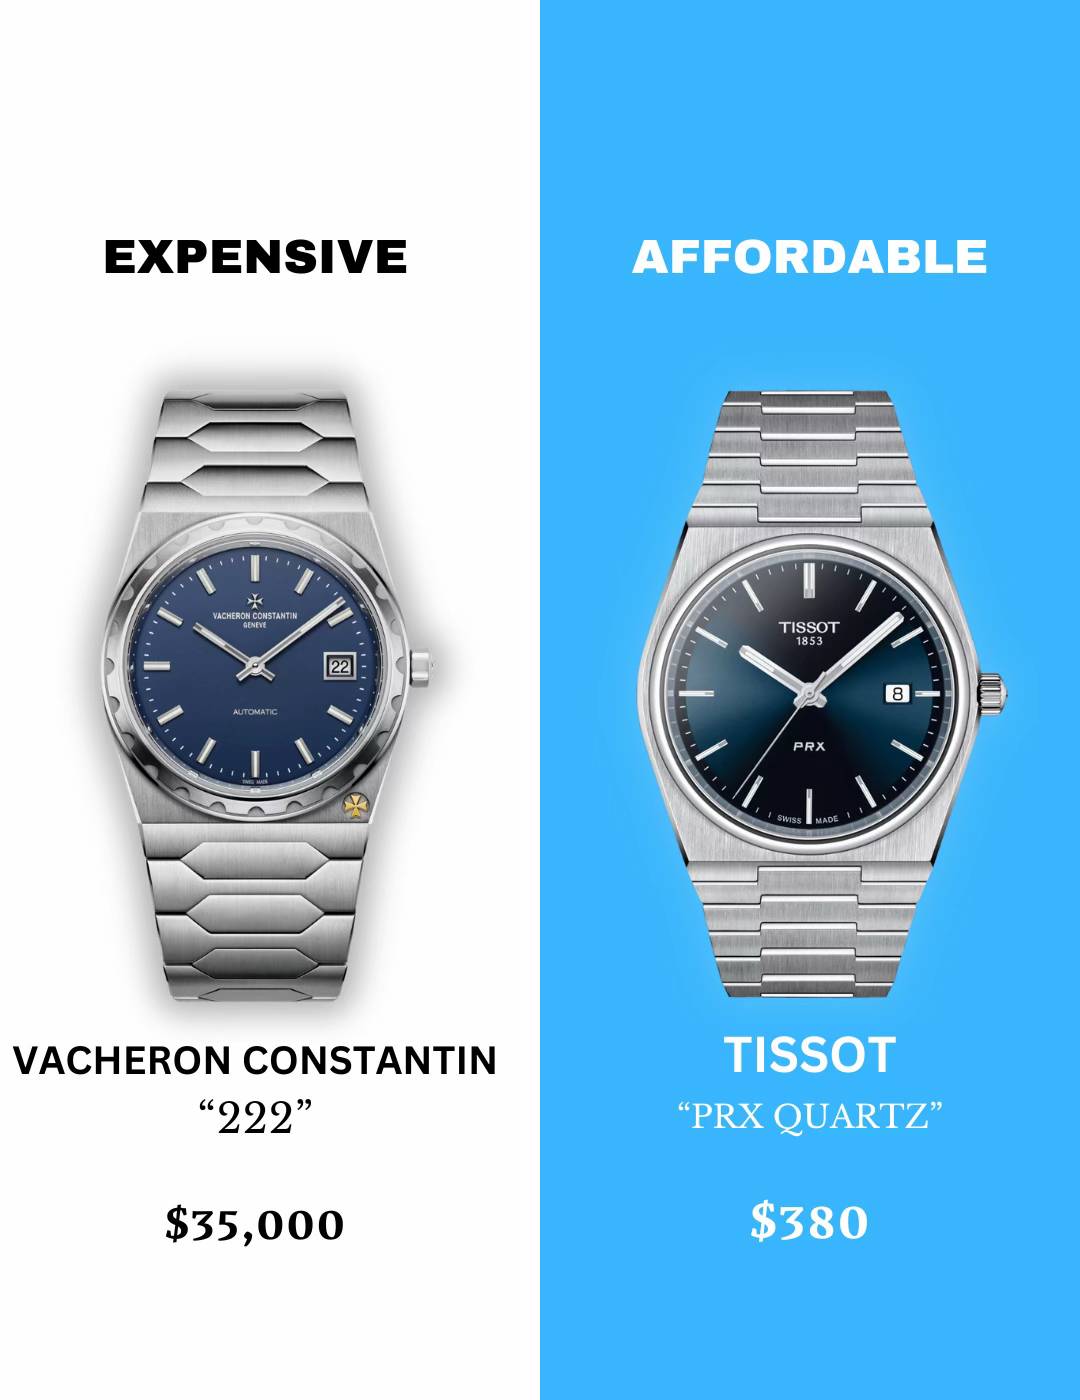 EXPENSIVE
VACHERON CONSTANTIN
GENEVE
22
AUTOMATIC
SWISS MADE
VACHERON CONSTANTIN
“222”
$35,000
AFFORDABLE
TISSOT
1853
8
PRX
SWISS MADE
TISSOT
“PRX QUARTZ”
$380